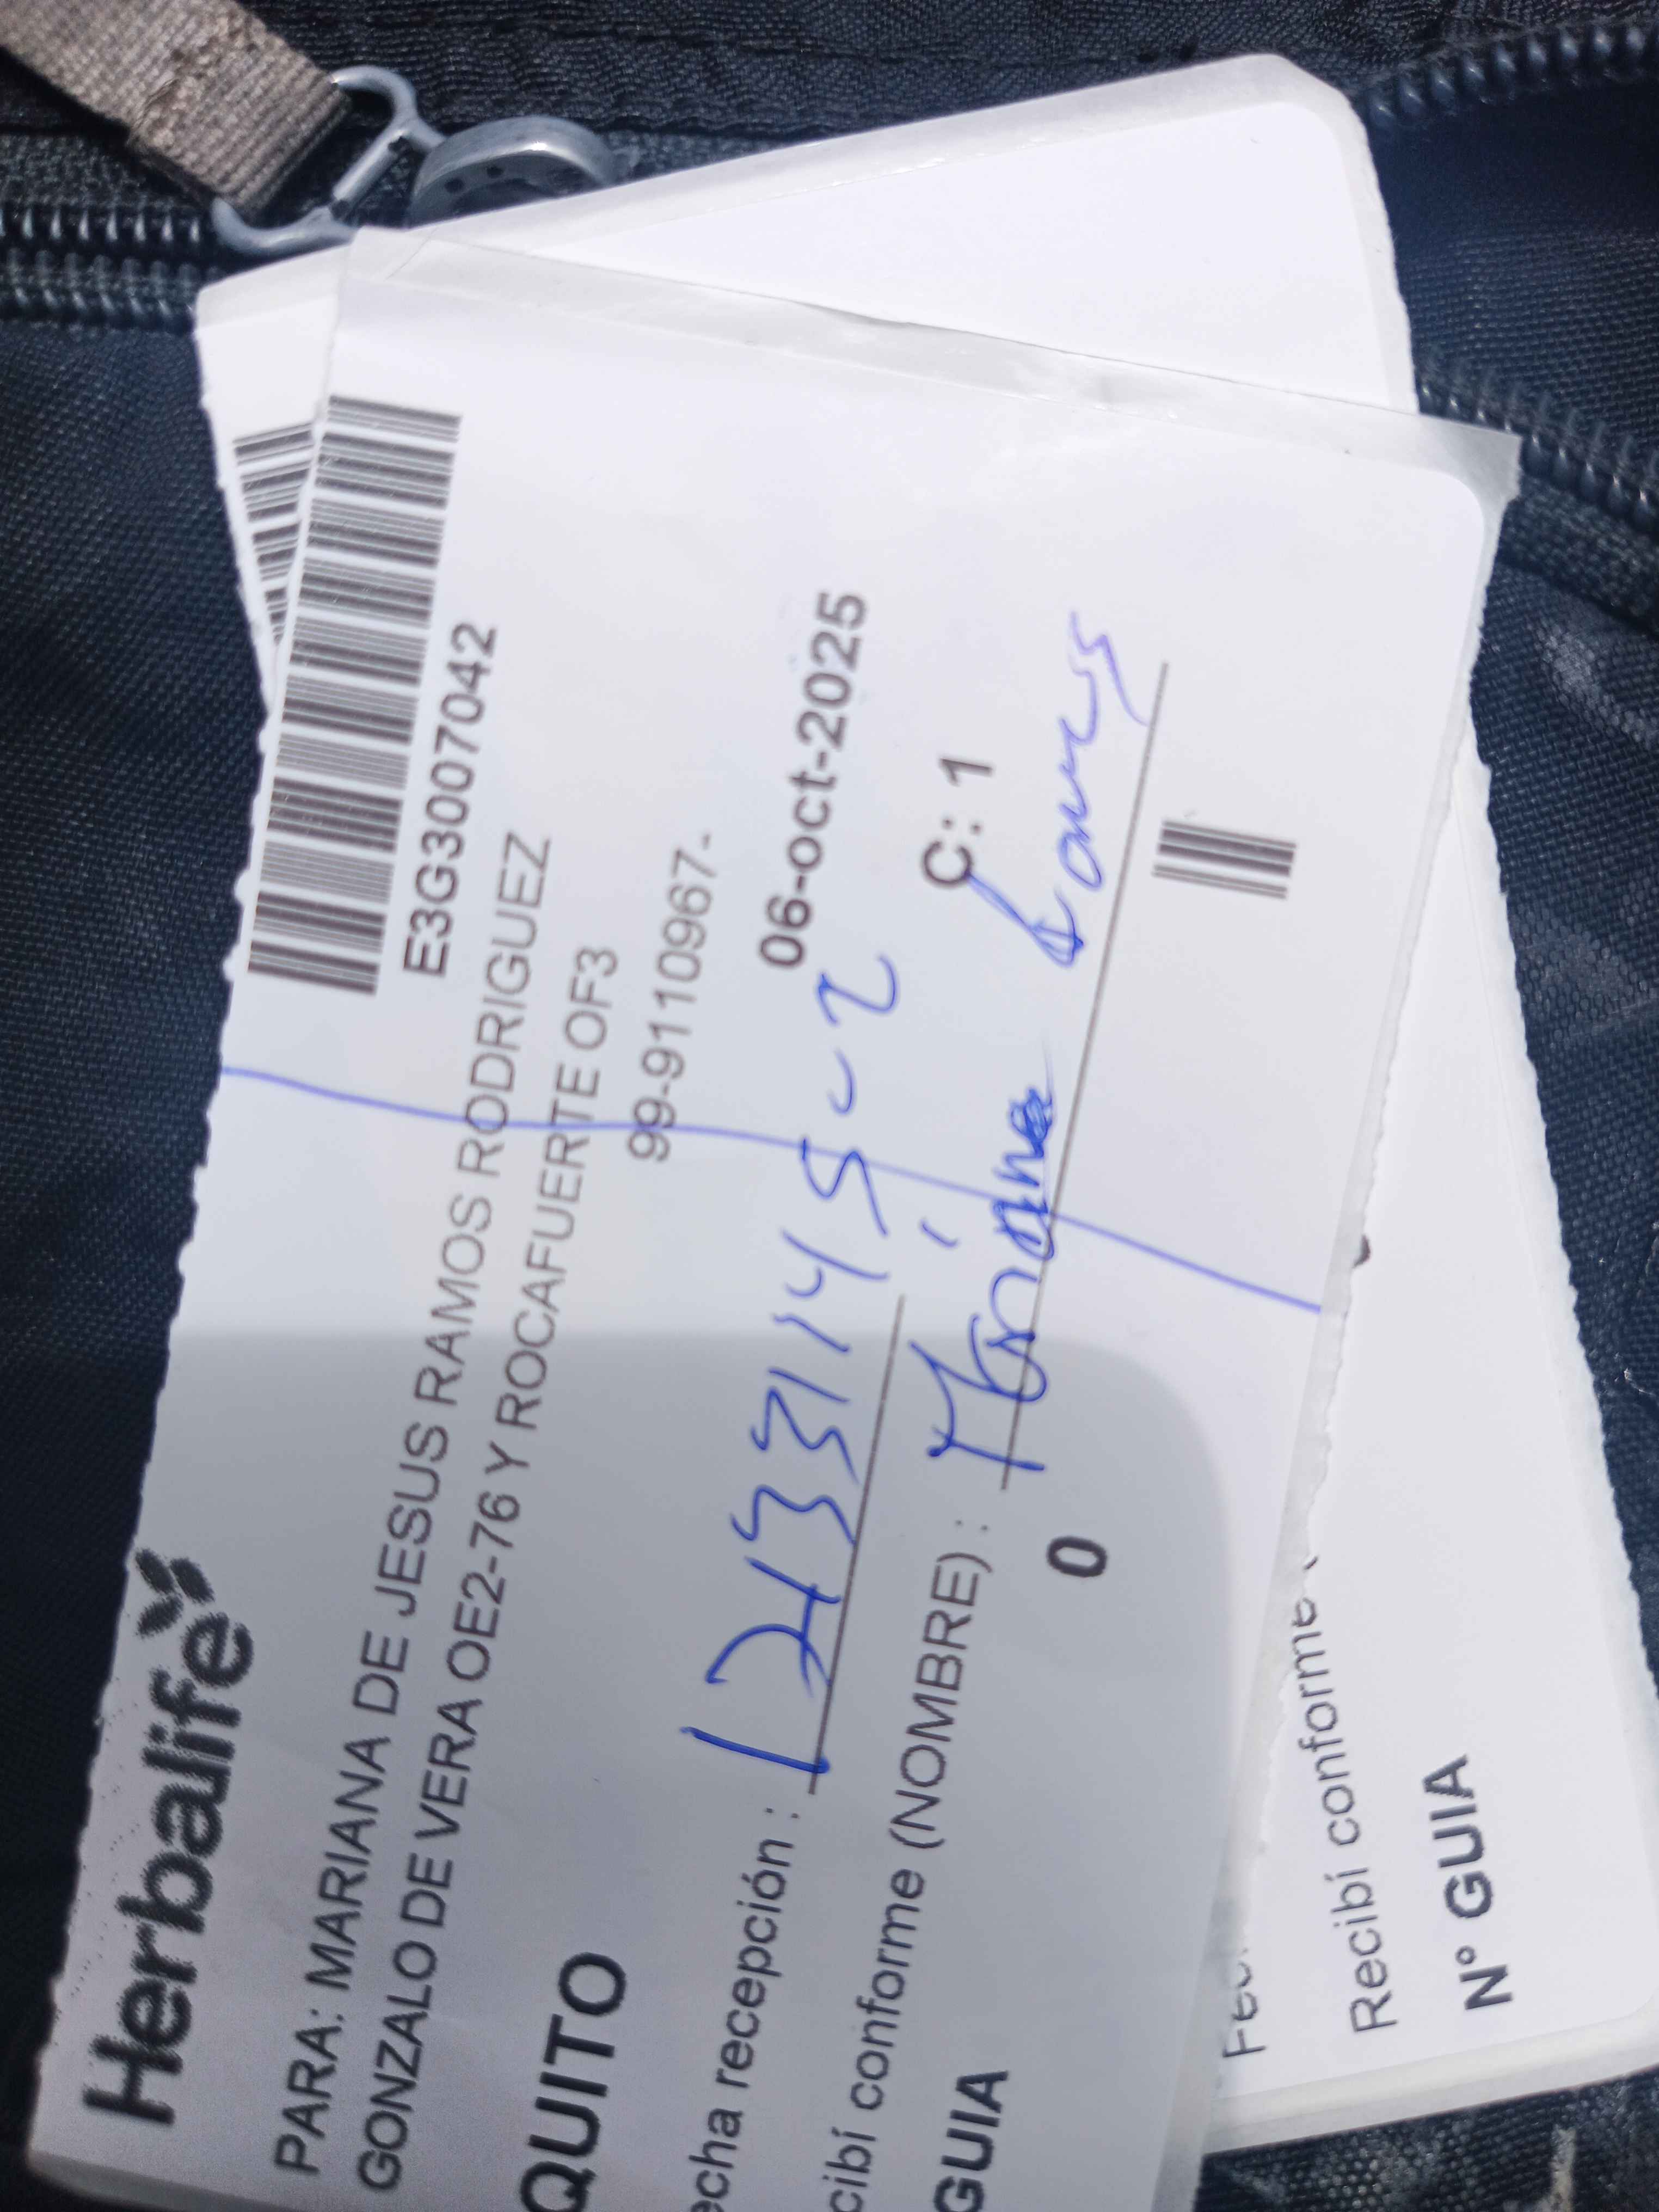 Herbalife
E3G3007042
PARA: MARIANA DE JESUS RAMOS RODRIGUEZ
GONZALO DE VERA OE2-76 Y ROCAFUERTE OF3
99-9110967-
QUITO
06-oct-2025
echa recepción :
cibí conforme (NOMBRE) :
C: 1
GUIA
0
Recibí conforme
N° GUIA